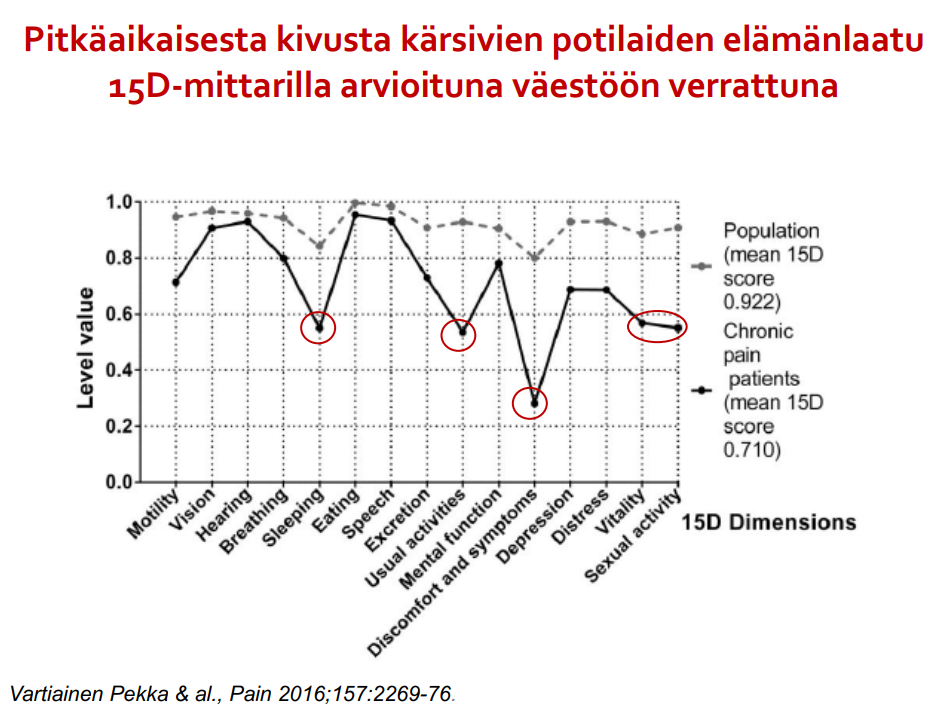 Pitkäaikaisesta kivusta kärsivien potilaiden elämänlaatu
15D-mittarilla arvioituna väestöön verrattuna
1.0
0.8
0.6
0.4
0.2
0.0
Level value
Motility
Vision
Hearing
Breathing
Sleeping
Eating
Speech
Excretion
Usual activities
Mental function
Discomfort and symptoms
Depression
Distress
Vitality
Sexual activity
15D Dimensions
Population
(mean 15D
score
0.922)
Chronic
pain
patients
(mean 15D
score
0.710)
Vartiainen Pekka & al., Pain 2016;157:2269-76.